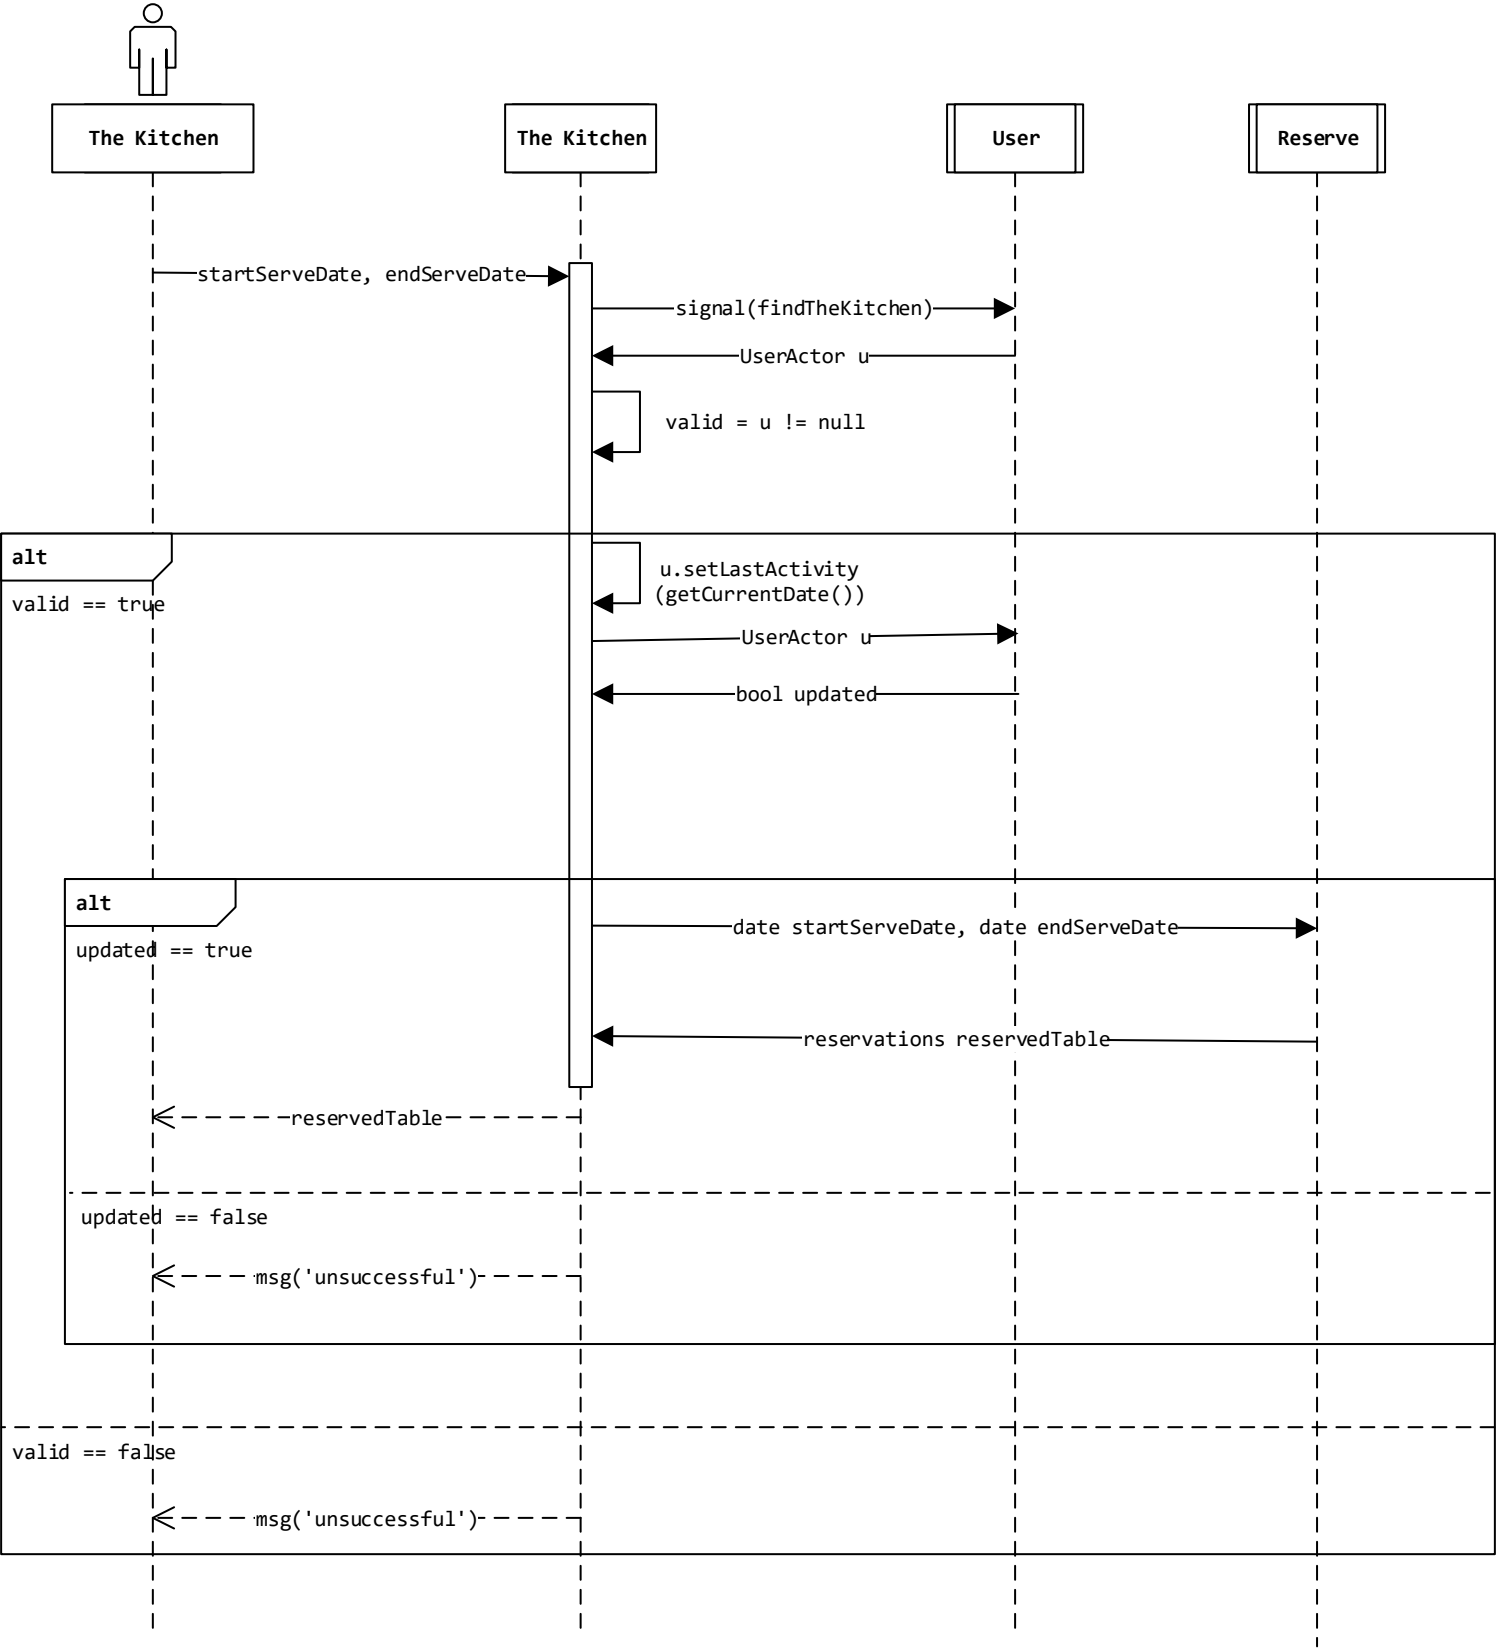 The Kitchen
The Kitchen
User
Reserve
startServeDate, endServeDate
signal(findTheKitchen)
UserActor u
valid = u != null
alt
valid == true
u.setLastActivity
(getCurrentDate())
UserActor u
bool updated
alt
updated == true
date startServeDate, date endServeDate
reservations reservedTable
reservedTable
updated == false
msg('unsuccessful')
valid == false
msg('unsuccessful')